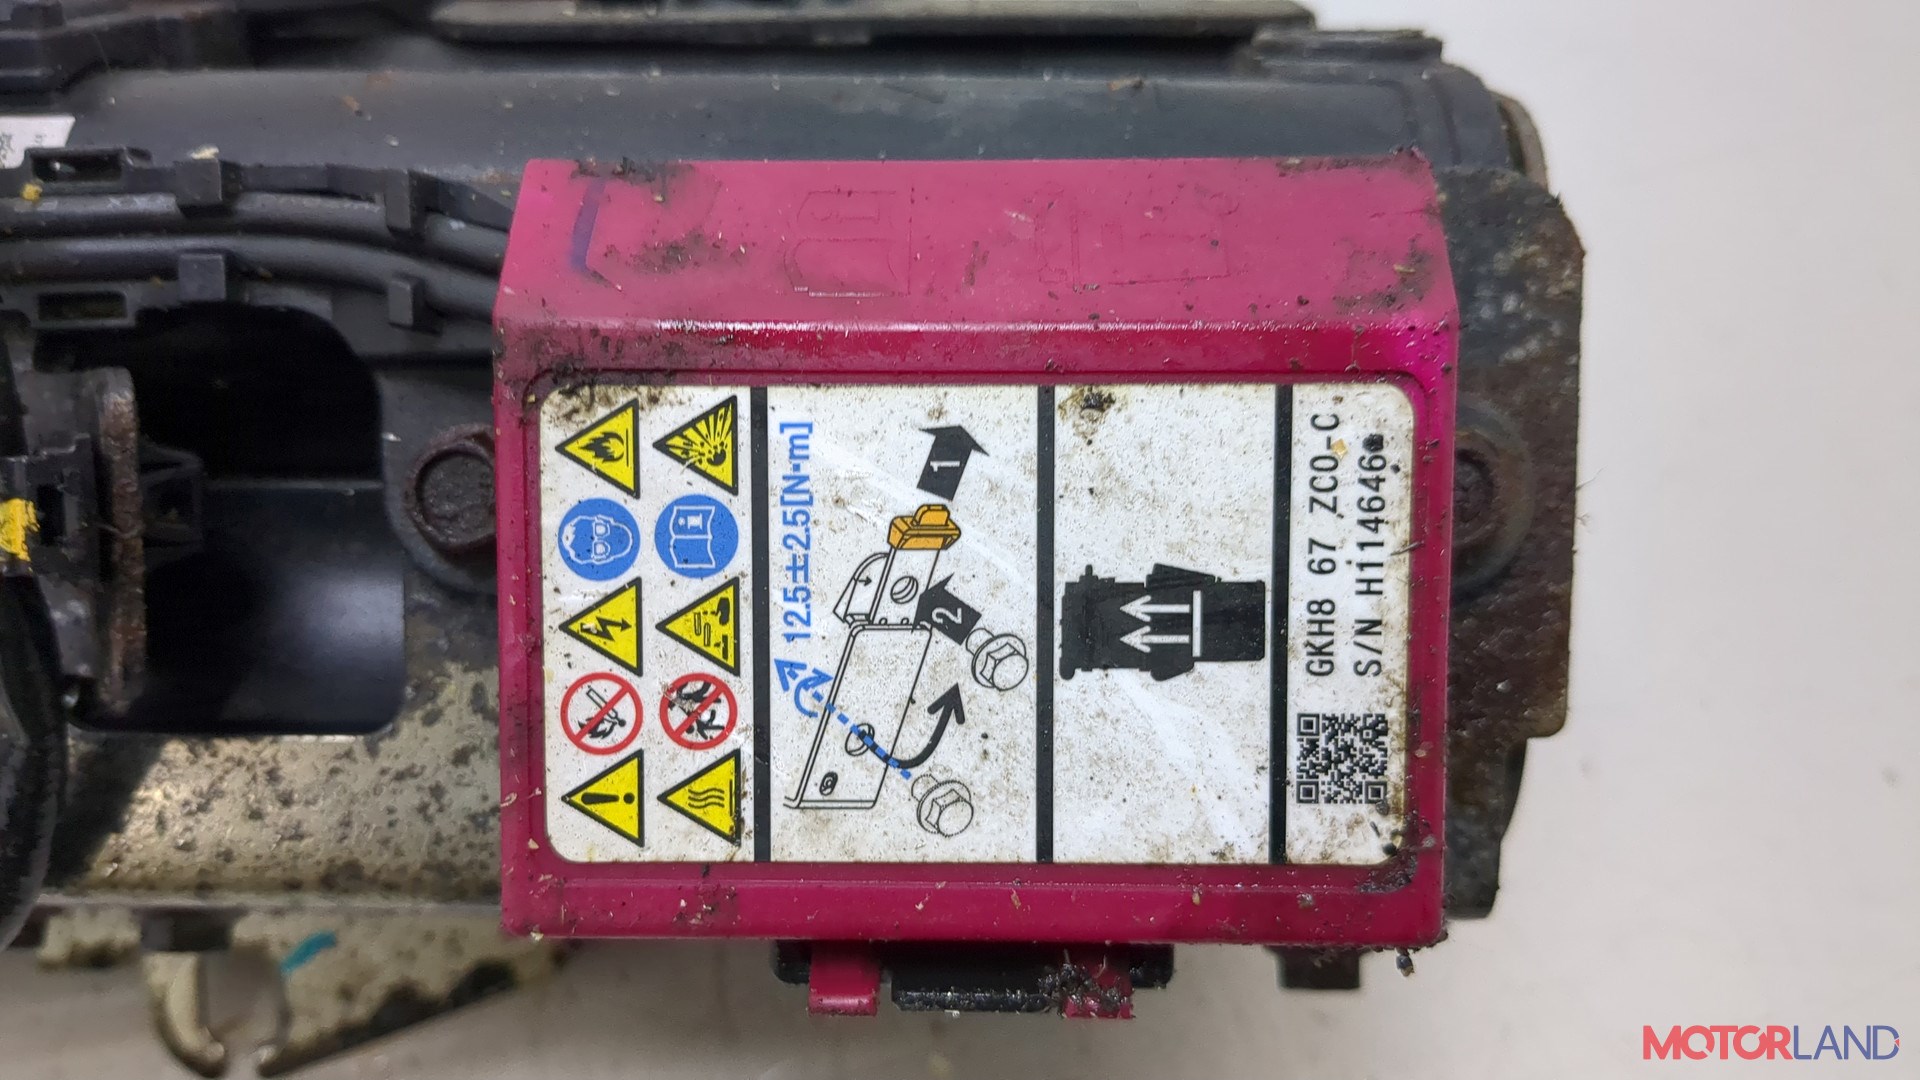 12.5±2.5[N·m]
1
2
GKH8 67 ZC0-C
S/N H114646
MOTORLAND